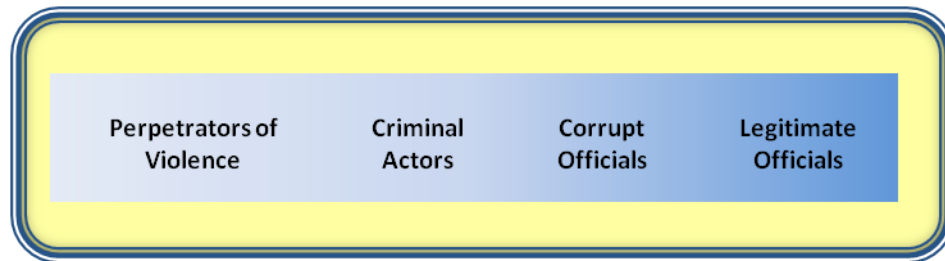 Perpetrators of
Violence
Criminal
Actors
Corrupt
Officials
Legitimate
Officials